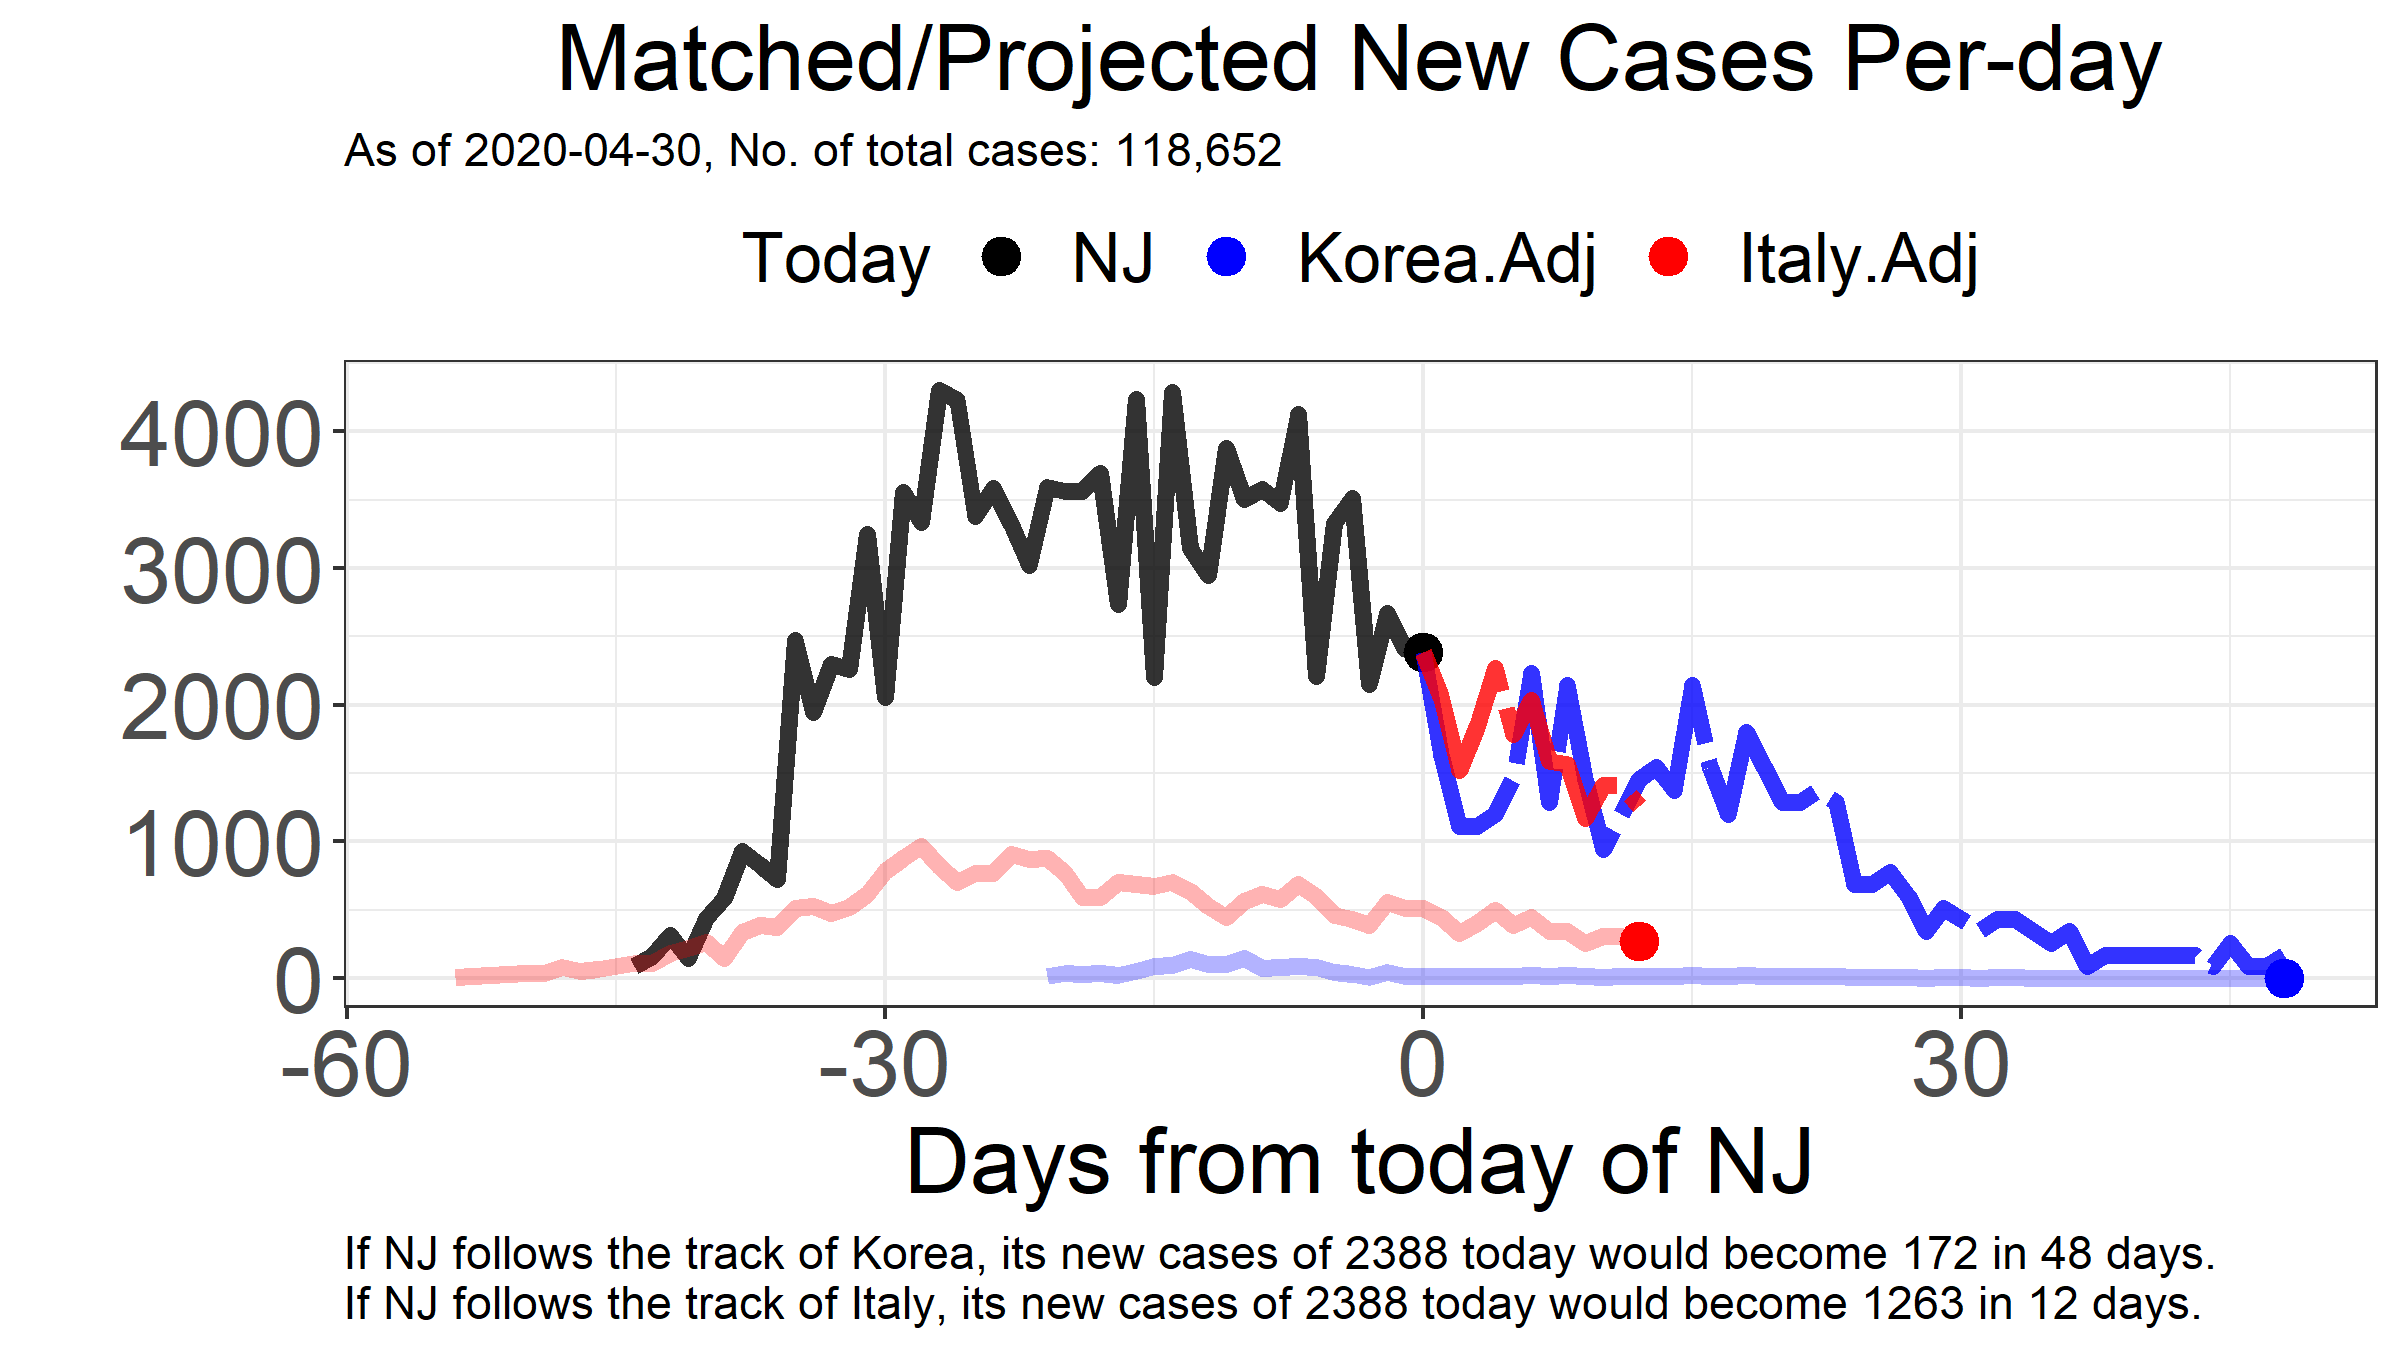 Matched/Projected New Cases Per-day
As of 2020-04-30, No. of total cases: 118,652
Today NJ Korea.Adj Italy.Adj
4000
3000
2000
1000
0
-60 -30 0 30
Days from today of NJ
If NJ follows the track of Korea, its new cases of 2388 today would become 172 in 48 days.
If NJ follows the track of Italy, its new cases of 2388 today would become 1263 in 12 days.